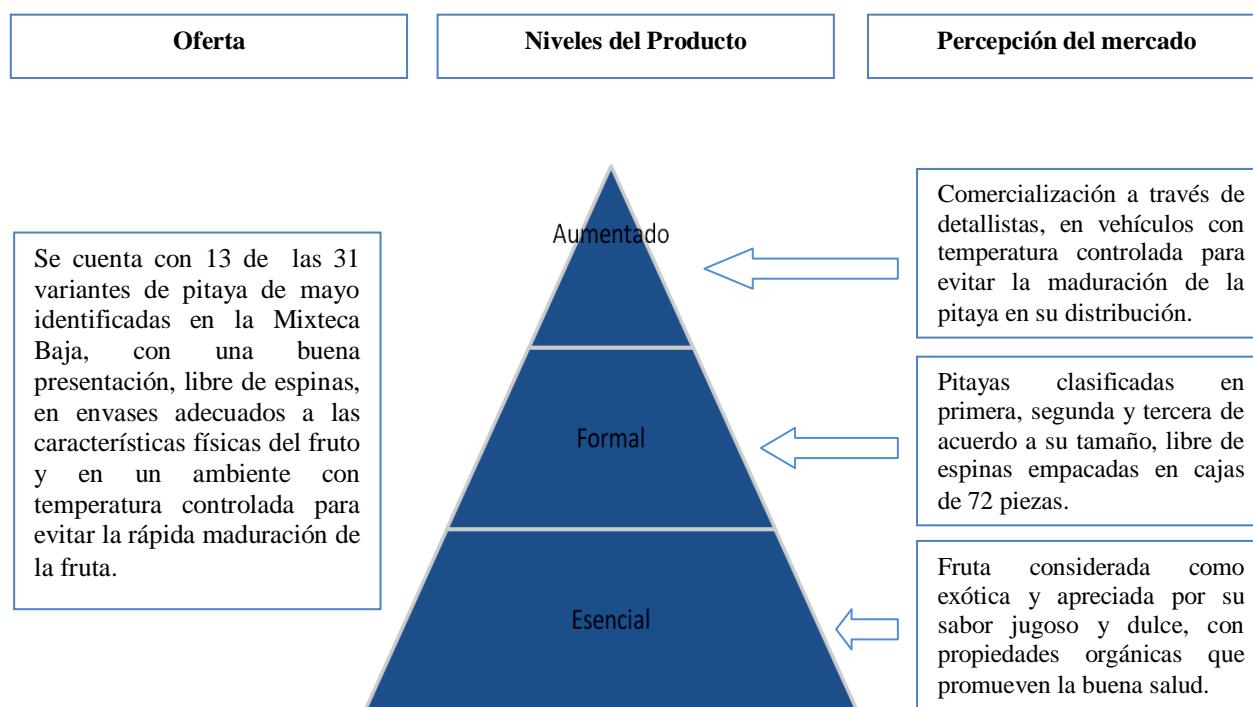 Oferta
Niveles del Producto
Percepción del mercado
Se cuenta con 13 de las 31
variantes de pitaya de mayo
identificadas en la Mixteca
Baja, con una buena
presentación, libre de espinas,
en envases adecuados a las
características físicas del fruto
y en un ambiente con
temperatura controlada para
evitar la rápida maduración de
la fruta.
Aumentado
Formal
Esencial
Comercialización a través de
detallistas, en vehículos con
temperatura controlada para
evitar la maduración de la
pitaya en su distribución.
Pitayas clasificadas en
primera, segunda y tercera de
acuerdo a su tamaño, libre de
espinas empacadas en cajas
de 72 piezas.
Fruta considerada como
exótica y apreciada por su
sabor jugoso y dulce, con
propiedades orgánicas que
promueven la buena salud.